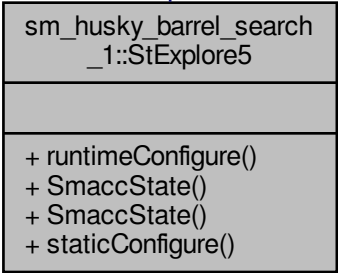 sm_husky_barrel_search
_1::StExplore5
+ runtimeConfigure()
+ SmaccState()
+ SmaccState()
+ staticConfigure()